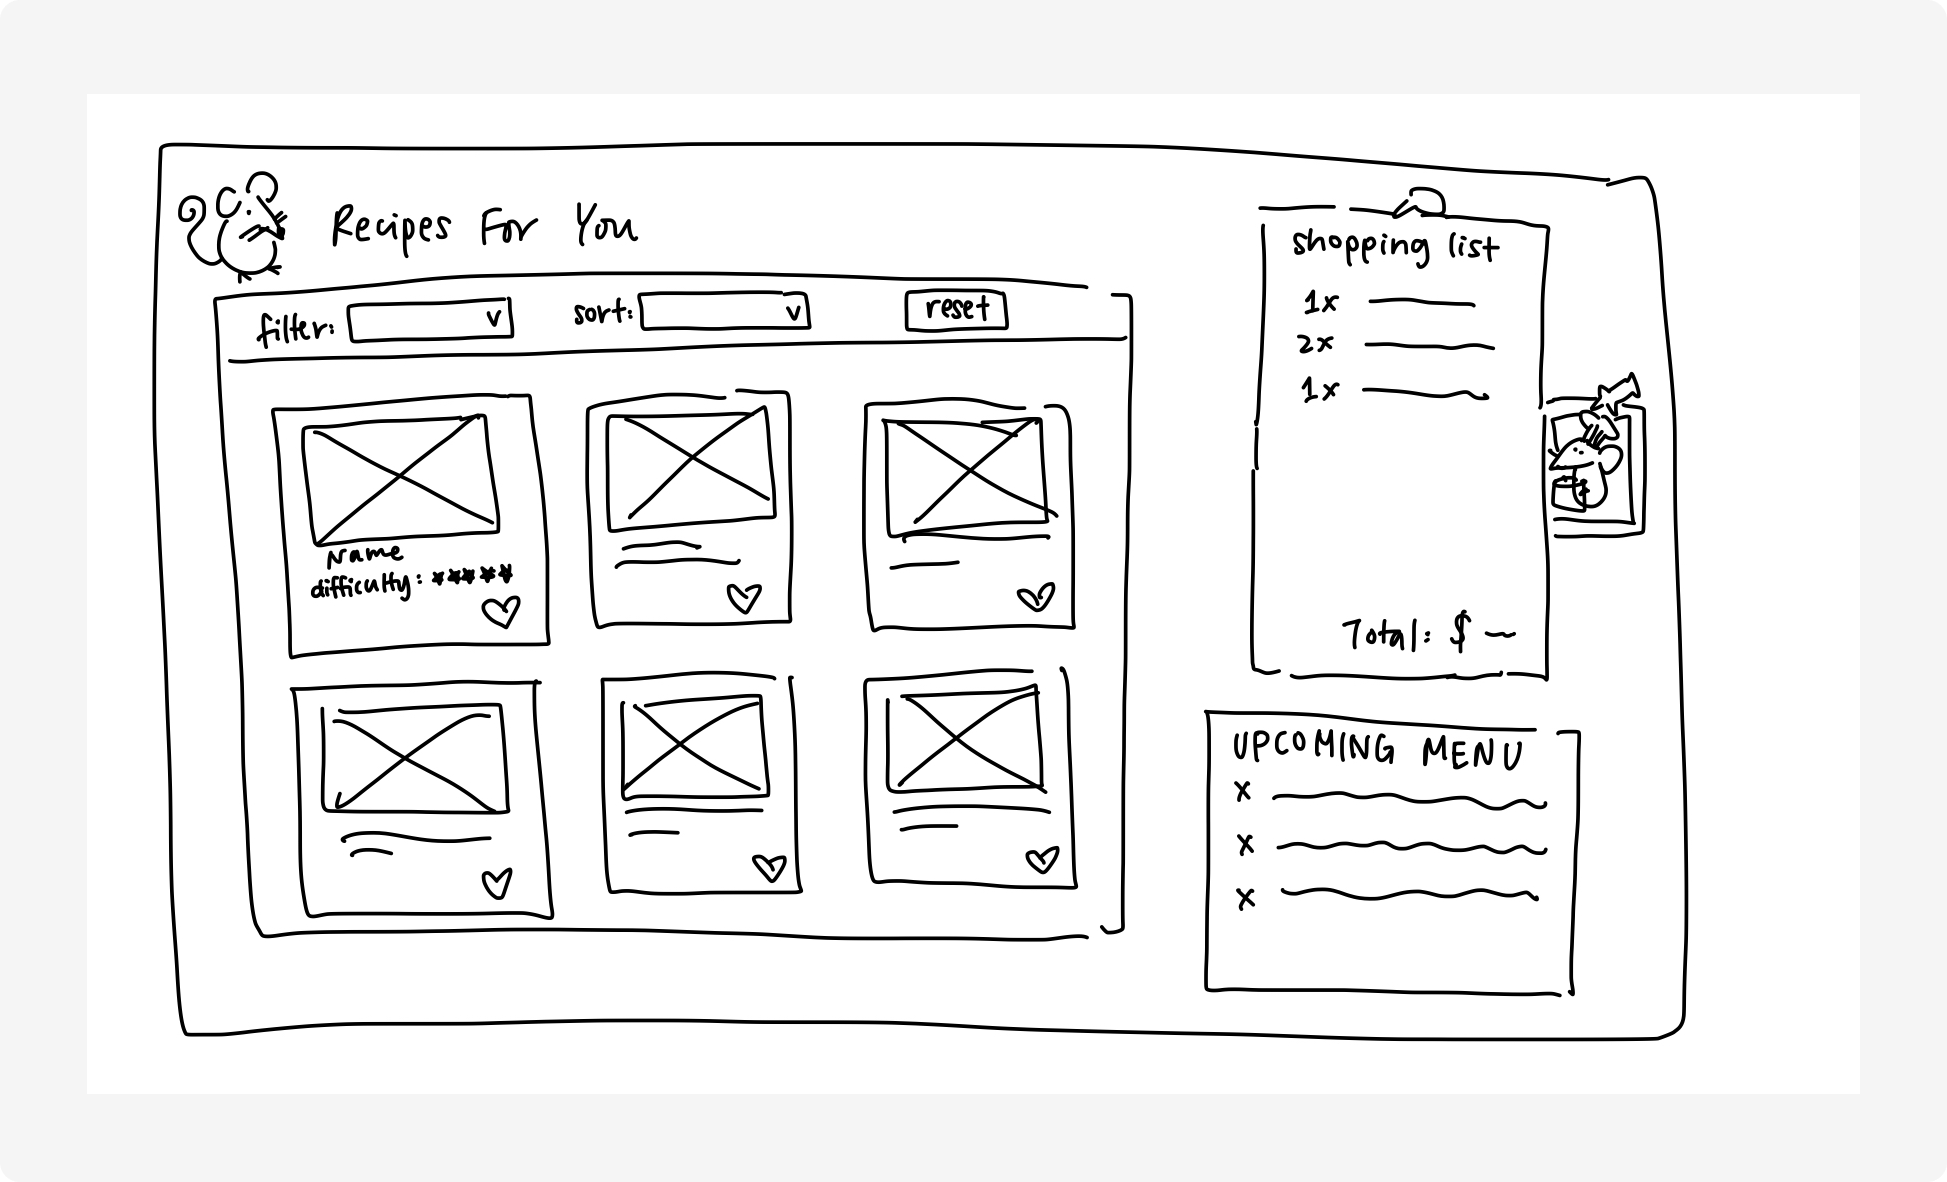 Recipes For You
filter: v
sort: v
reset
Name
difficulty: *****
shopping list
1x
2x
1x
Total: $
UPCOMING MENU
x
x
x